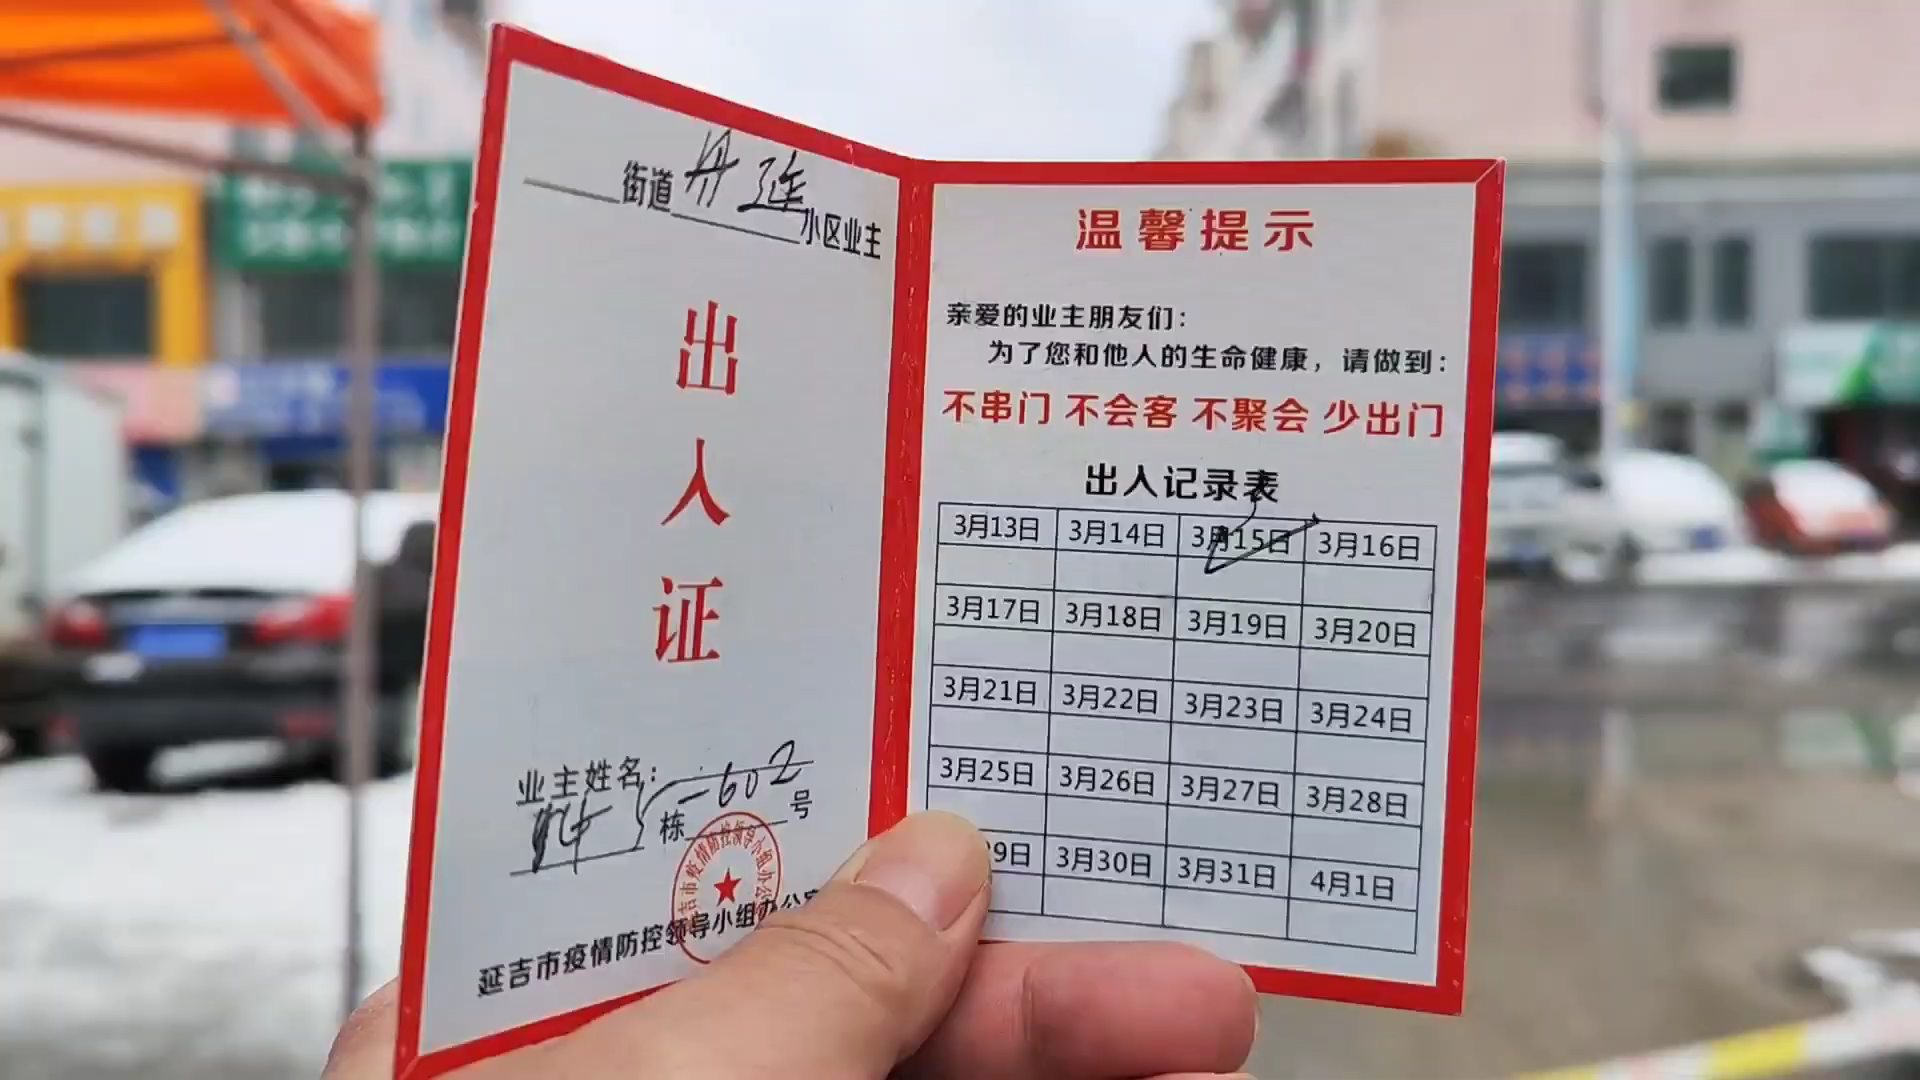 街道丹延小区业主
出
入
证
业主姓名：
栋 602 号
延吉市疫情防控领导小组办公室
温馨提示
亲爱的业主朋友们：
为了您和他人的生命健康，请做到：
不串门 不会客 不聚会 少出门
出入记录表
3月13日 3月14日 3月15日 3月16日
3月17日 3月18日 3月19日 3月20日
3月21日 3月22日 3月23日 3月24日
3月25日 3月26日 3月27日 3月28日
9日 3月30日 3月31日 4月1日